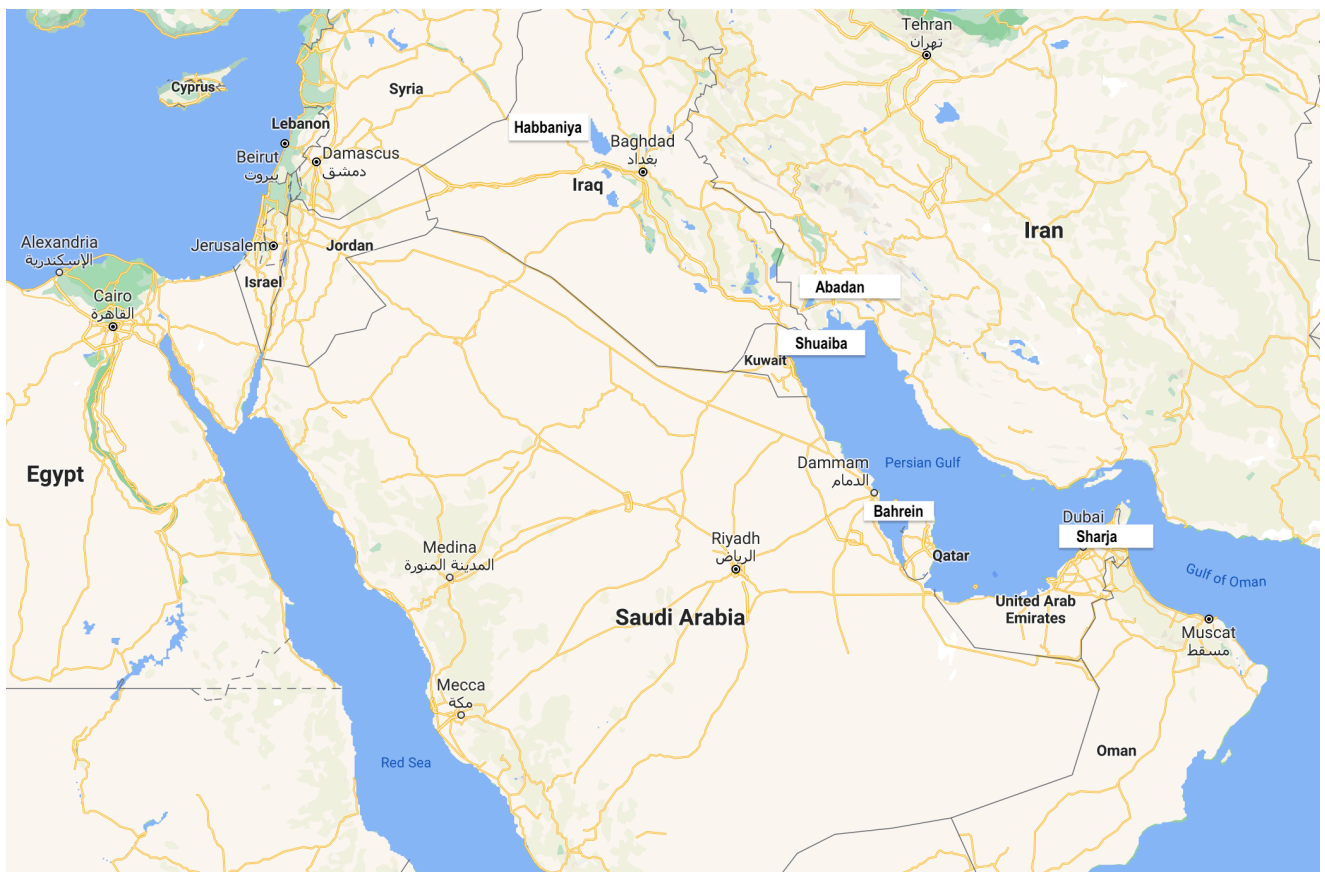 Tehran
تهران
Cyprus
Syria
Lebanon
Habbaniya
Baghdad
بغداد
Beirut
بيروت
Damascus
دمشق
Iraq
Iran
Alexandria
الإسكندرية
Jerusalem
Jordan
Israel
Cairo
القاهرة
Abadan
Shuaiba
Kuwait
Egypt
Dammam
الدمام
Persian Gulf
Bahrein
Dubai
Sharja
Medina
المدينة المنورة
Riyadh
الرياض
Qatar
Gulf of Oman
United Arab
Emirates
Saudi Arabia
Muscat
مسقط
Mecca
مكة
Red Sea
Oman